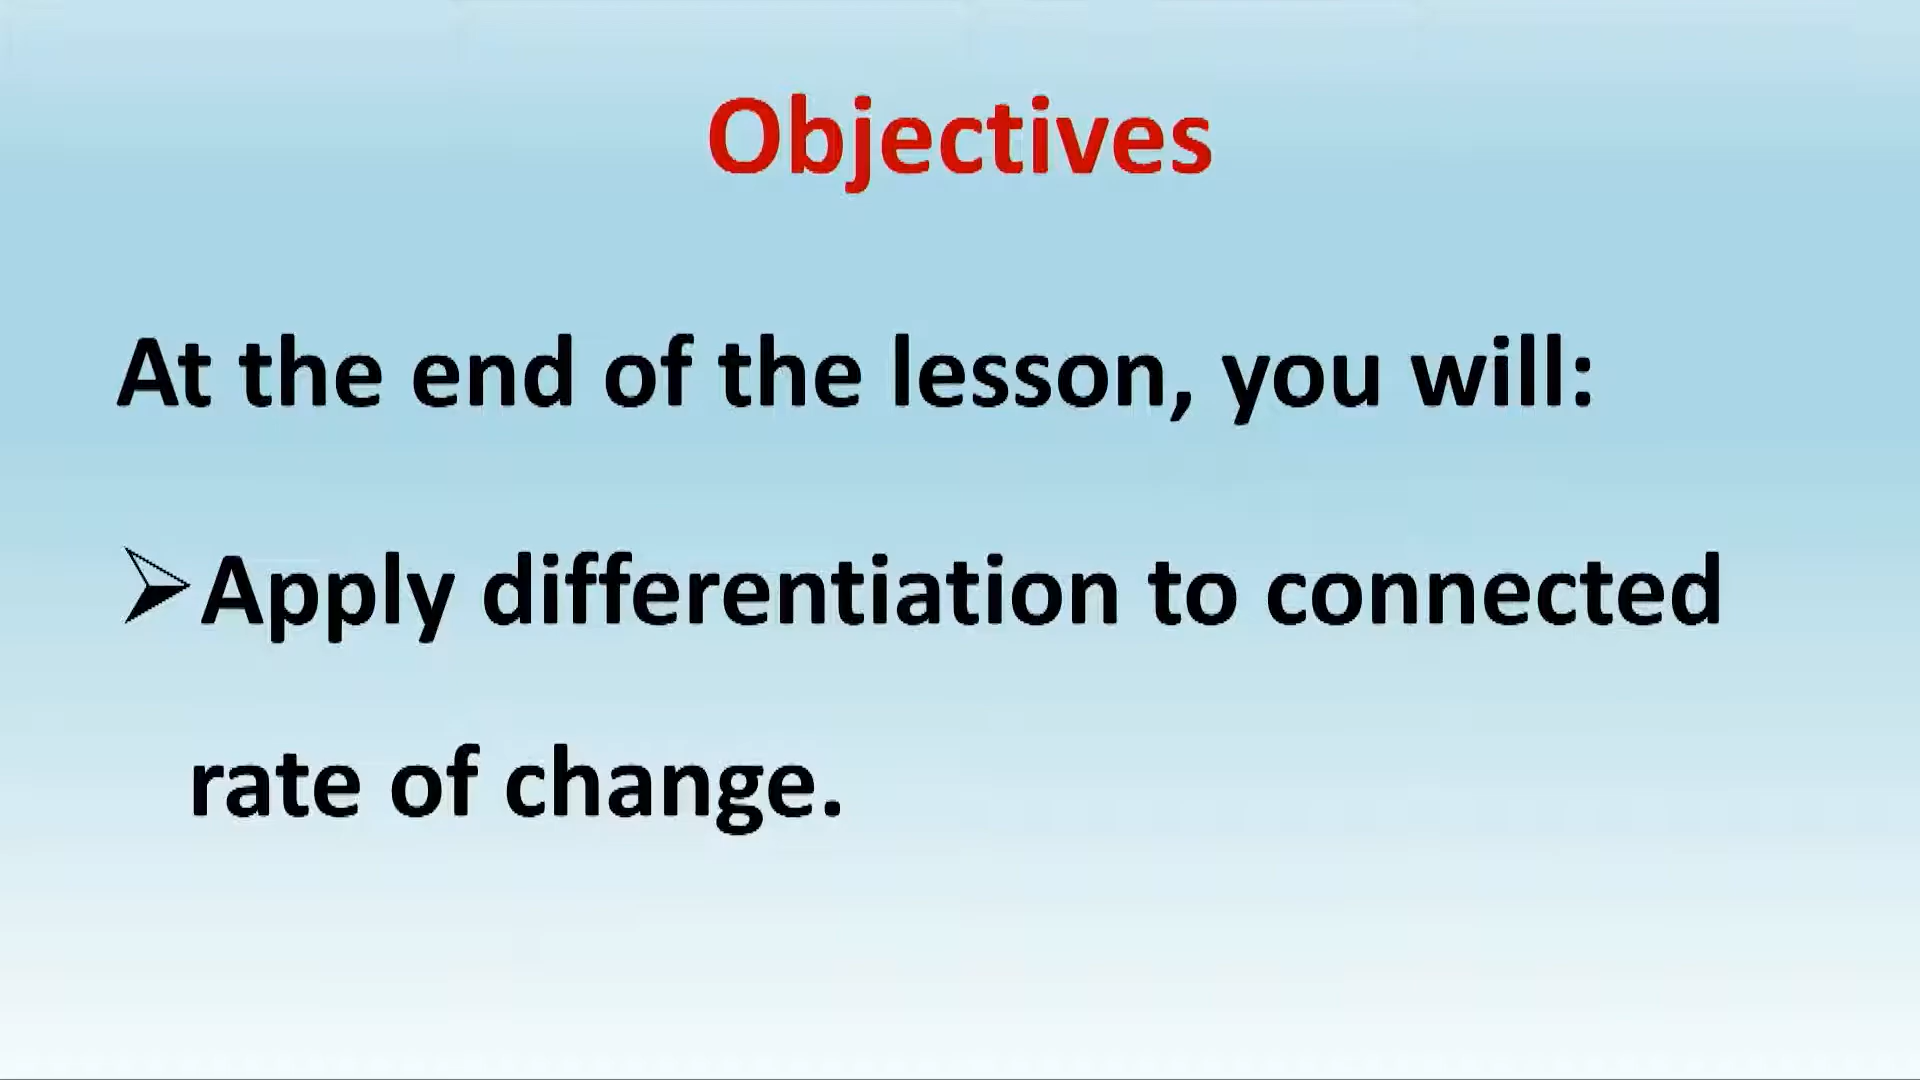 Objectives
At the end of the lesson, you will:
➢Apply differentiation to connected
rate of change.